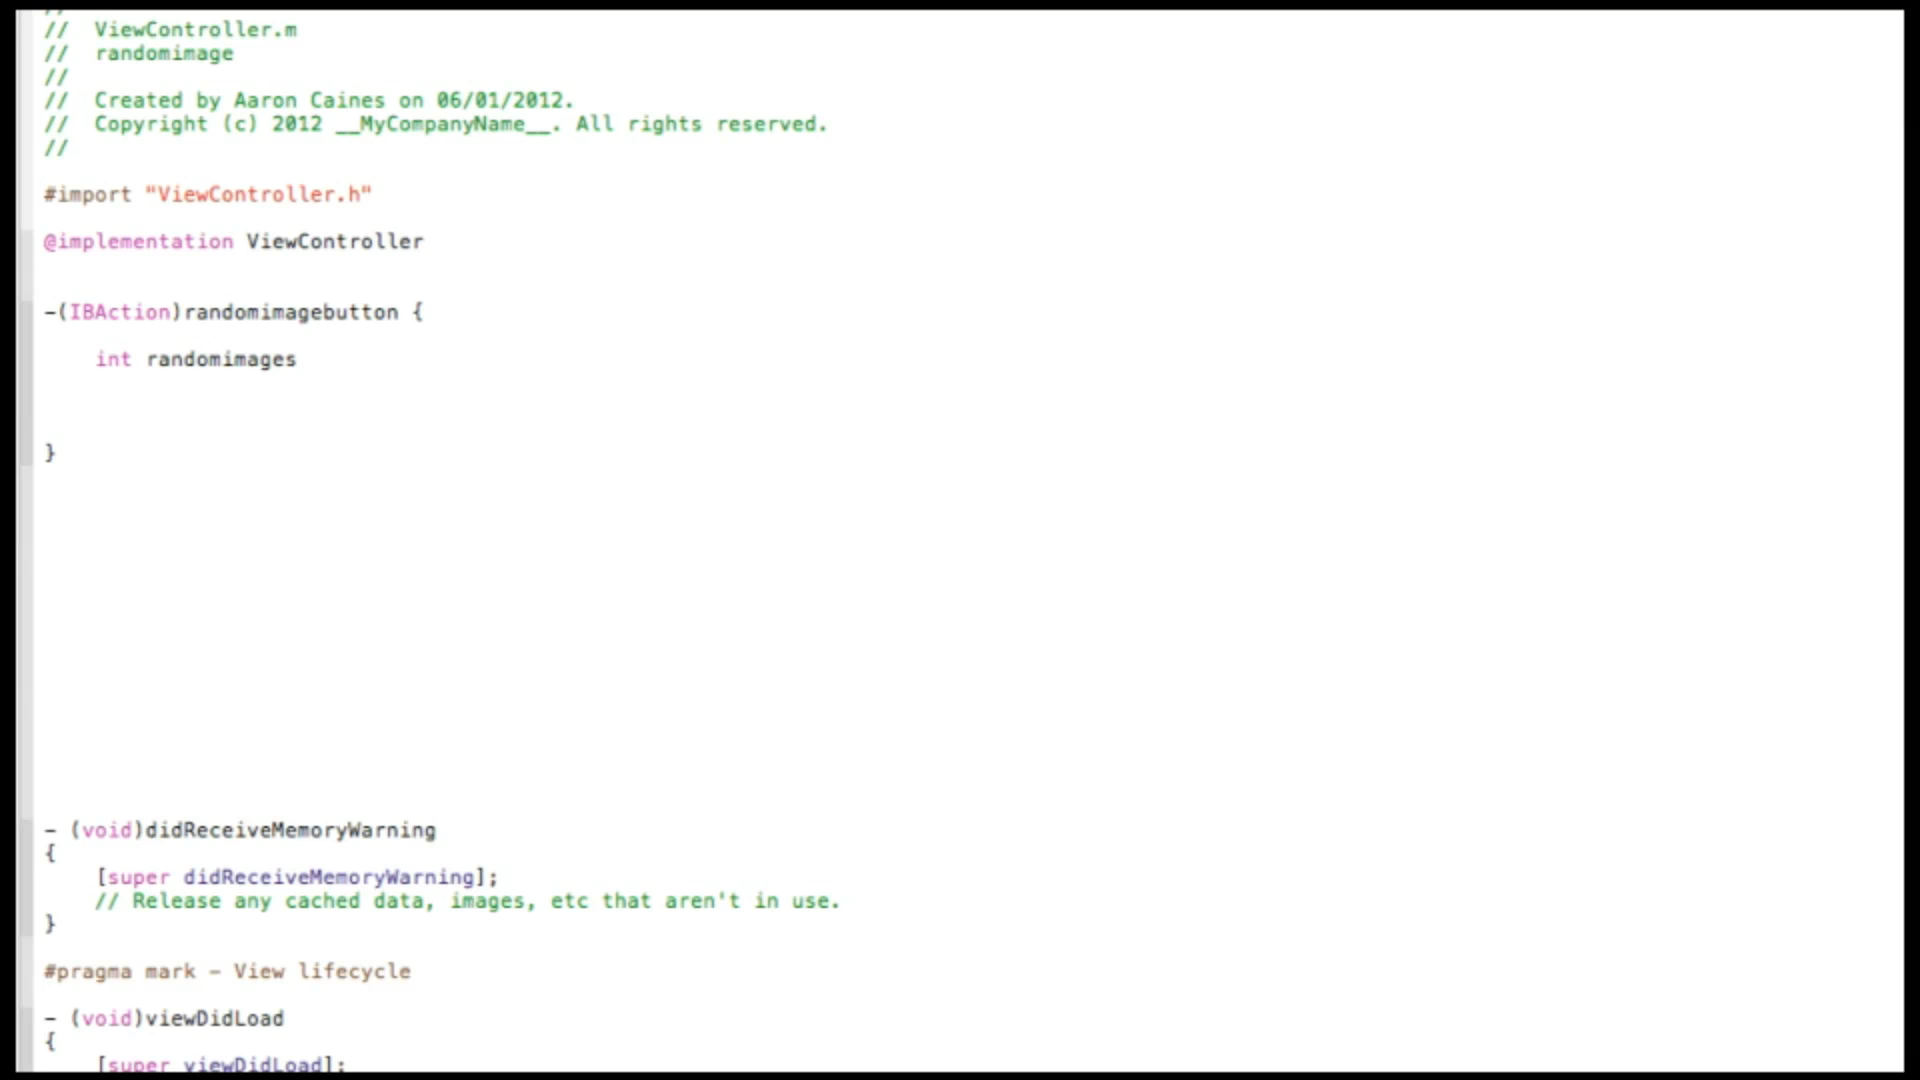 //
//  ViewController.m
//  randomimage
//
//  Created by Aaron Caines on 06/01/2012.
//  Copyright (c) 2012 __MyCompanyName__. All rights reserved.
//
#import "ViewController.h"
@implementation ViewController
-(IBAction)randomimagebutton {
    int randomimages
}
- (void)didReceiveMemoryWarning
{
    [super didReceiveMemoryWarning];
    // Release any cached data, images, etc that aren't in use.
}
#pragma mark - View lifecycle
- (void)viewDidLoad
{
    [super viewDidLoad];